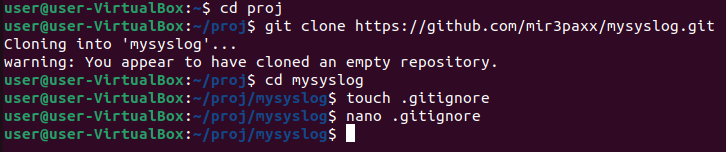 user@user-VirtualBox:~$ cd proj
user@user-VirtualBox:~/proj$ git clone https://github.com/mir3paxx/mysyslog.git
Cloning into 'mysyslog'...
warning: You appear to have cloned an empty repository.
user@user-VirtualBox:~/proj$ cd mysyslog
user@user-VirtualBox:~/proj/mysyslog$ touch .gitignore
user@user-VirtualBox:~/proj/mysyslog$ nano .gitignore
user@user-VirtualBox:~/proj/mysyslog$